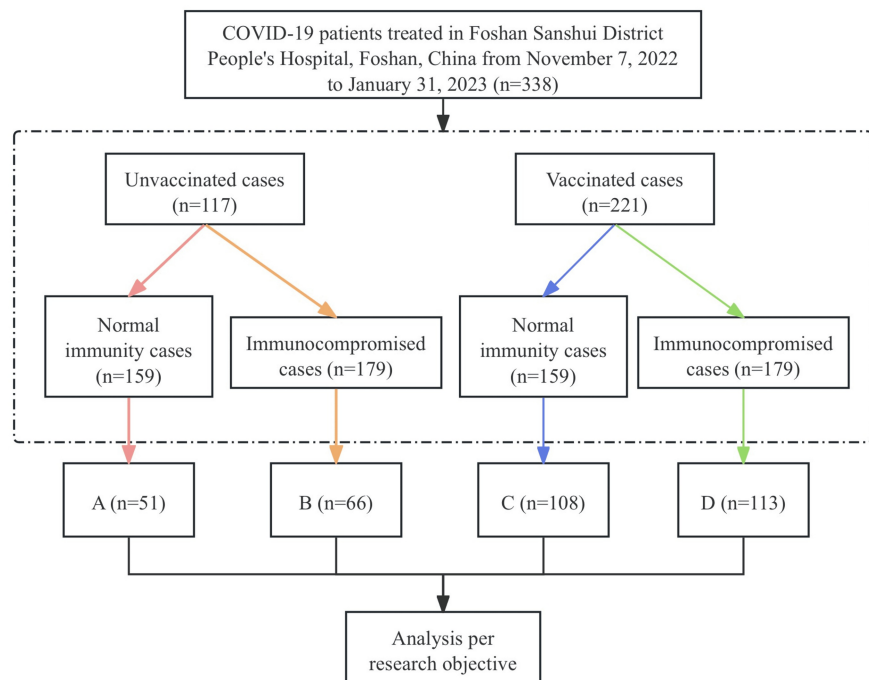 COVID-19 patients treated in Foshan Sanshui District
People's Hospital, Foshan, China from November 7, 2022
to January 31, 2023 (n=338)
Unvaccinated cases
(n=117)
Vaccinated cases
(n=221)
Normal
immunity cases
(n=159)
Immunocompromised
cases (n=179)
Normal
immunity cases
(n=159)
Immunocompromised
cases (n=179)
A (n=51)
B (n=66)
C (n=108)
D (n=113)
Analysis per
research objective